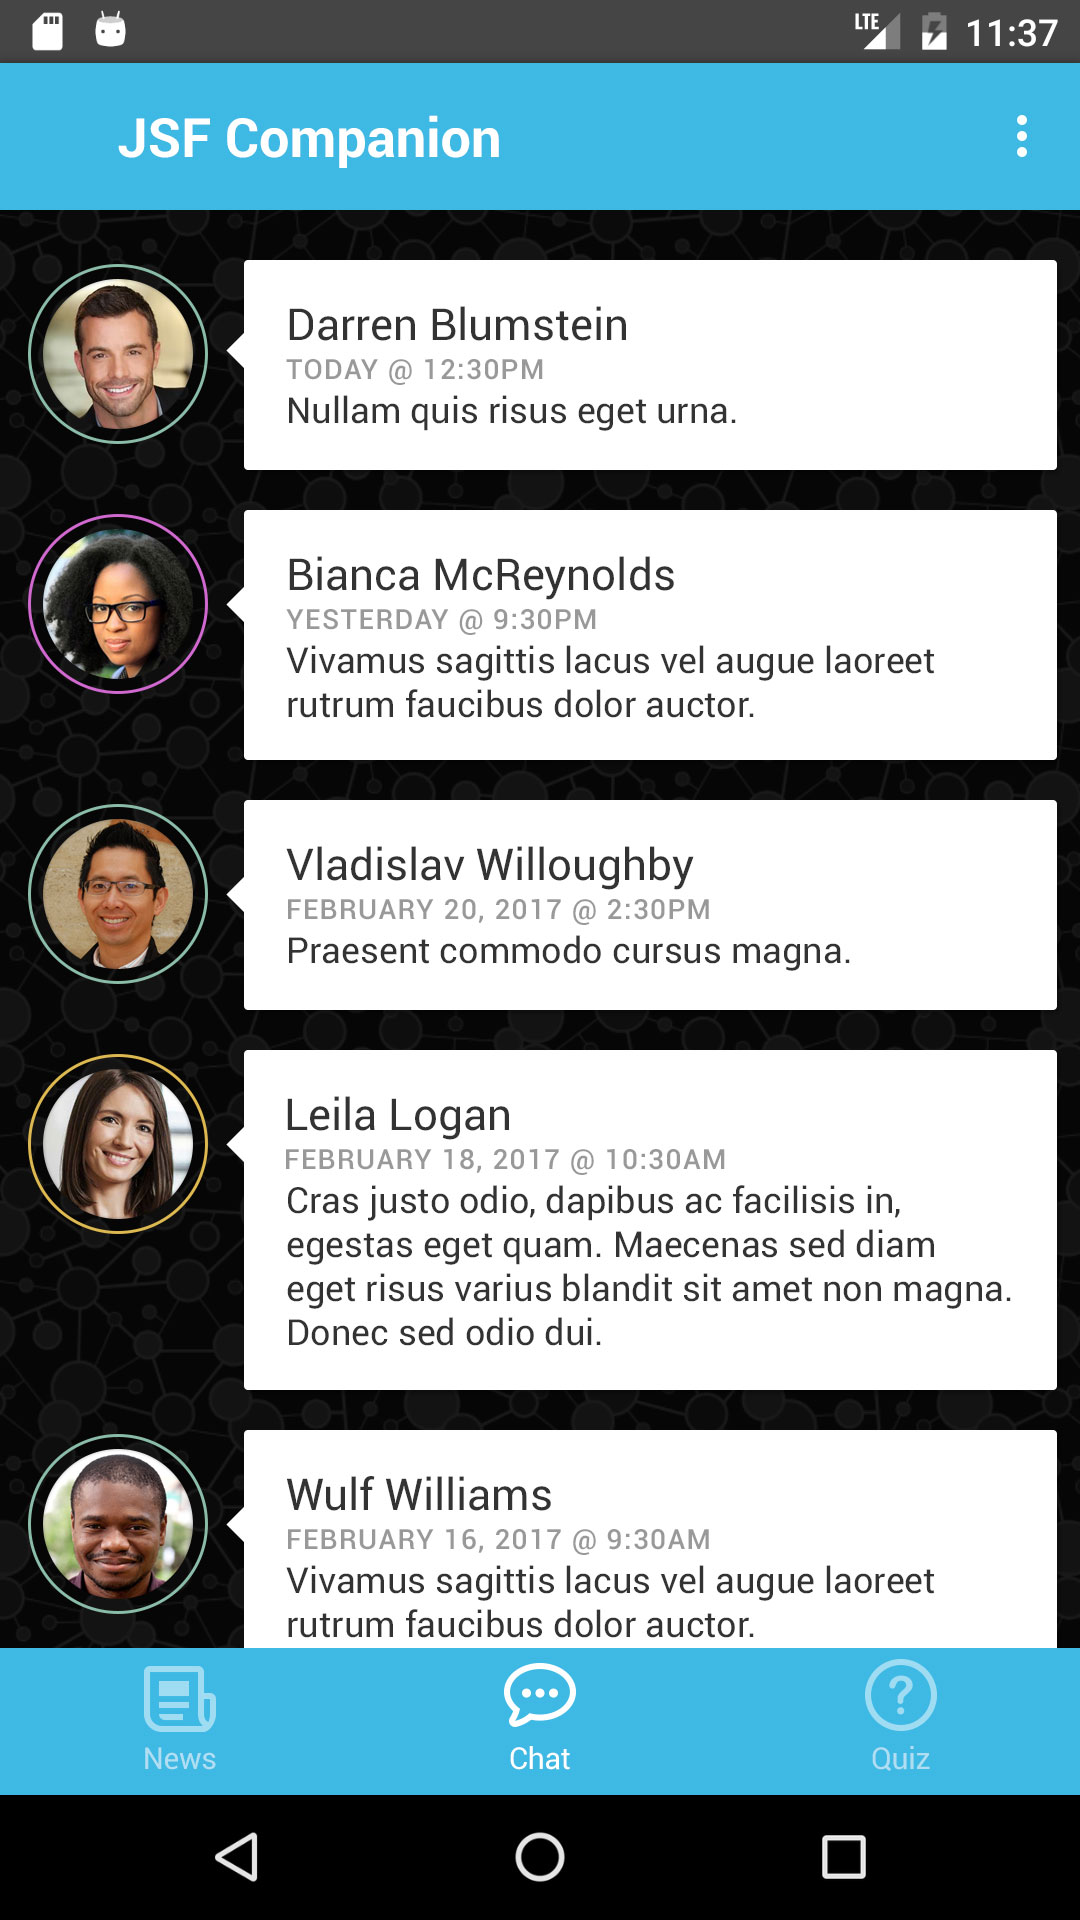 LTE 11:37
JSF Companion
Darren Blumstein
TODAY @ 12:30PM
Nullam quis risus eget urna.
Bianca McReynolds
YESTERDAY @ 9:30PM
Vivamus sagittis lacus vel augue laoreet
rutrum faucibus dolor auctor.
Vladislav Willoughby
FEBRUARY 20, 2017 @ 2:30PM
Praesent commodo cursus magna.
Leila Logan
FEBRUARY 18, 2017 @ 10:30AM
Cras justo odio, dapibus ac facilisis in,
egestas eget quam. Maecenas sed diam
eget risus varius blandit sit amet non magna.
Donec sed odio dui.
Wulf Williams
FEBRUARY 16, 2017 @ 9:30AM
Vivamus sagittis lacus vel augue laoreet
rutrum faucibus dolor auctor.
News Chat Quiz